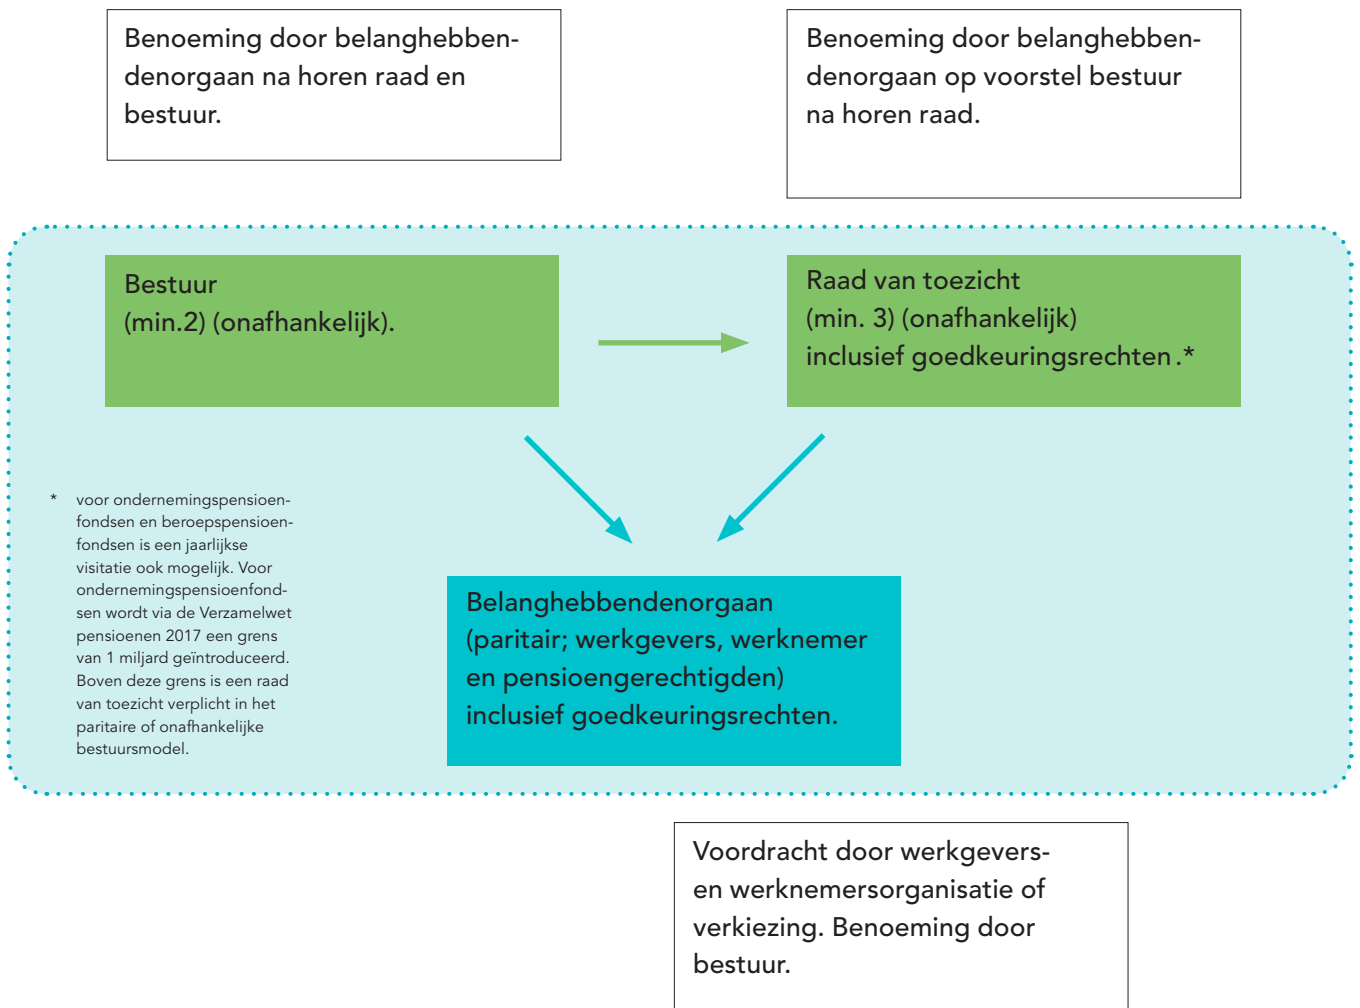 Benoeming door belanghebben-
denorgaan na horen raad en
bestuur.
Benoeming door belanghebben-
denorgaan op voorstel bestuur
na horen raad.
Bestuur
(min.2) (onafhankelijk).
Raad van toezicht
(min. 3) (onafhankelijk)
inclusief goedkeuringsrechten.*
* voor ondernemingspensioen-
fondsen en beroepspensioen-
fondsen is een jaarlijkse
visitatie ook mogelijk. Voor
ondernemingspensioenfond-
sen wordt via de Verzamelwet
pensioenen 2017 een grens
van 1 miljard geïntroduceerd.
Boven deze grens is een raad
van toezicht verplicht in het
paritaire of onafhankelijke
bestuursmodel.
Belanghebbendenorgaan
(paritair; werkgevers, werknemer
en pensioengerechtigden)
inclusief goedkeuringsrechten.
Voordracht door werkgevers-
en werknemersorganisatie of
verkiezing. Benoeming door
bestuur.